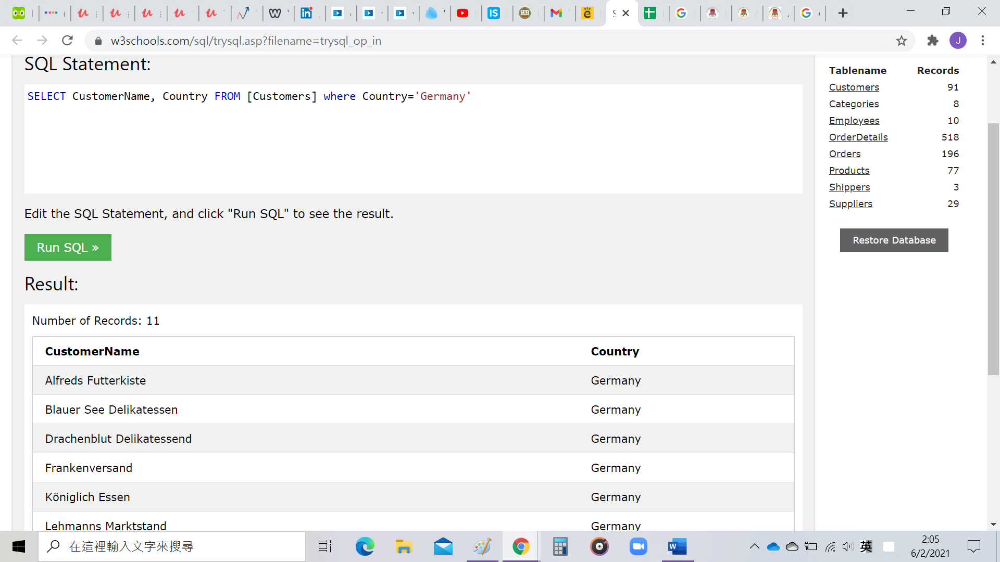 w3schools.com/sql/trysql.asp?filename=trysql_op_in
J
SQL Statement:
SELECT CustomerName, Country FROM [Customers] where Country='Germany'
Edit the SQL Statement, and click "Run SQL" to see the result.
Run SQL »
Result:
Number of Records: 11
CustomerName Country
Alfreds Futterkiste Germany
Blauer See Delikatessen Germany
Drachenblut Delikatessend Germany
Frankenversand Germany
Königlich Essen Germany
Lehmanns Marktstand Germany
Tablename Records
Customers 91
Categories 8
Employees 10
OrderDetails 518
Orders 196
Products 77
Shippers 3
Suppliers 29
Restore Database
在這裡輸入文字來搜尋
英
2:05
6/2/2021